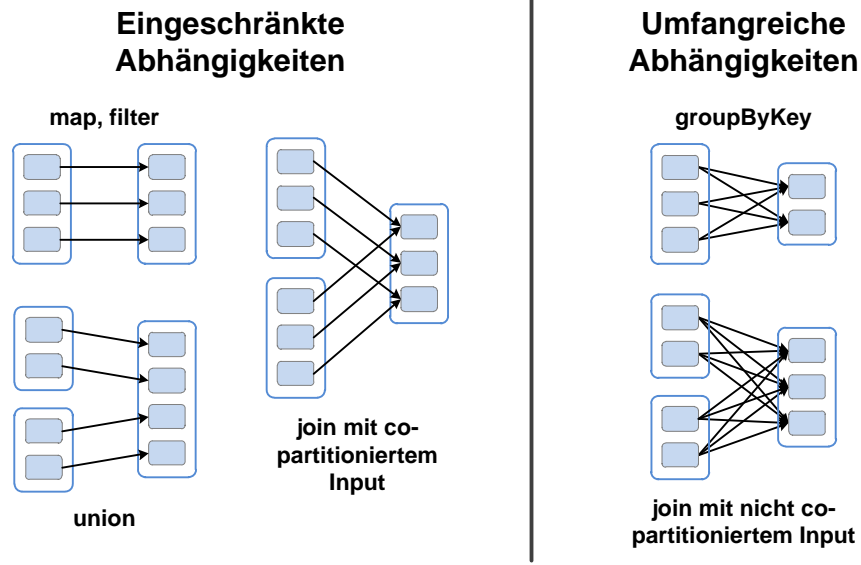 Eingeschränkte
Abhängigkeiten
map, filter
join mit co-
partitioniertem
Input
union
Umfangreiche
Abhängigkeiten
groupByKey
join mit nicht co-
partitioniertem Input